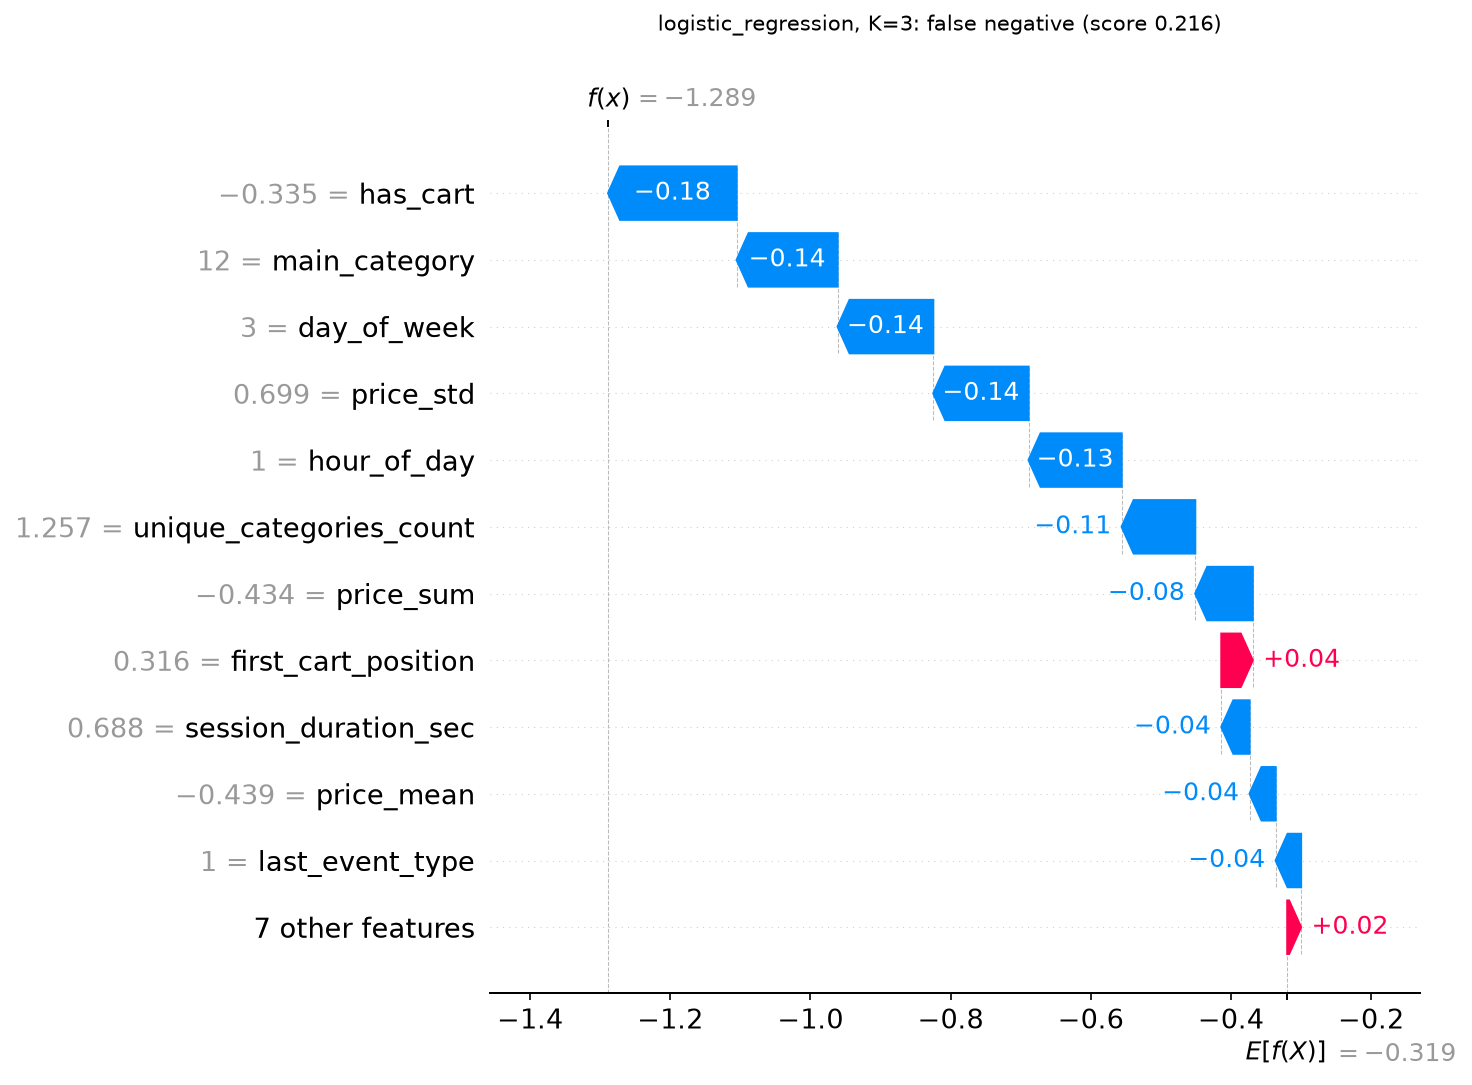 logistic_regression, K=3: false negative (score 0.216)
f(x) = −1.289
−0.335 = has_cart −0.18
12 = main_category −0.14
3 = day_of_week −0.14
0.699 = price_std −0.14
1 = hour_of_day −0.13
1.257 = unique_categories_count −0.11
−0.434 = price_sum −0.08
0.316 = first_cart_position +0.04
0.688 = session_duration_sec −0.04
−0.439 = price_mean −0.04
1 = last_event_type −0.04
7 other features +0.02
−1.4 −1.2 −1.0 −0.8 −0.6 −0.4 −0.2
E[f(X)] = −0.319